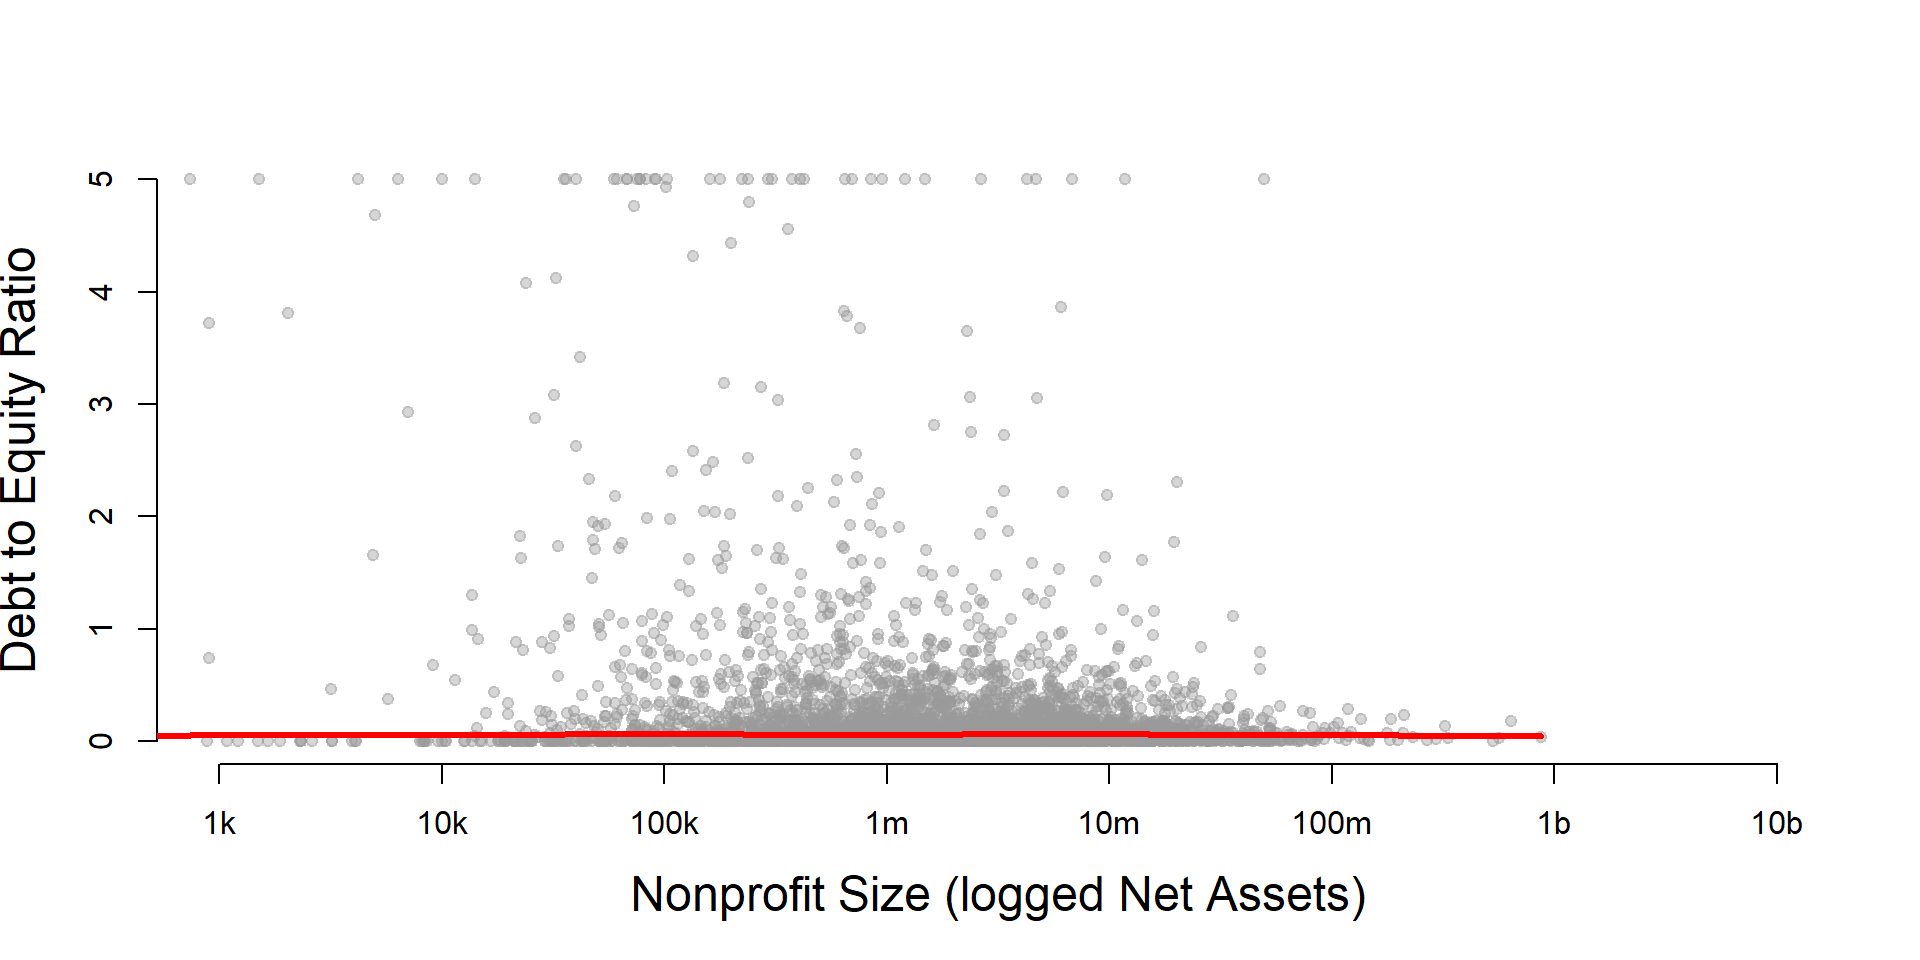 Debt to Equity Ratio
5
4
3
2
1
0
1k 10k 100k 1m 10m 100m 1b 10b
Nonprofit Size (logged Net Assets)